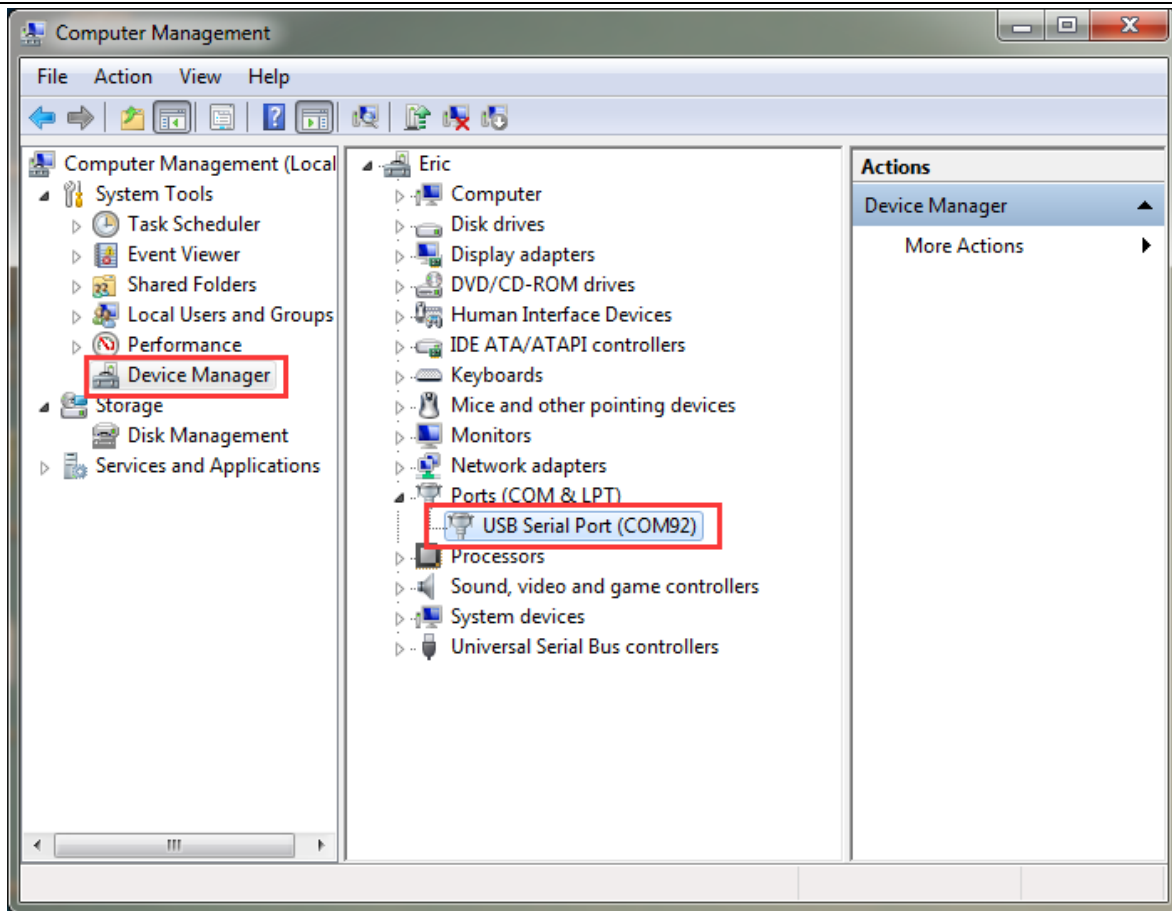 Computer Management
File Action View Help
Computer Management (Local
System Tools
Task Scheduler
Event Viewer
Shared Folders
Local Users and Groups
Performance
Device Manager
Storage
Disk Management
Services and Applications
Eric
Computer
Disk drives
Display adapters
DVD/CD-ROM drives
Human Interface Devices
IDE ATA/ATAPI controllers
Keyboards
Mice and other pointing devices
Monitors
Network adapters
Ports (COM & LPT)
USB Serial Port (COM92)
Processors
Sound, video and game controllers
System devices
Universal Serial Bus controllers
Actions
Device Manager
More Actions